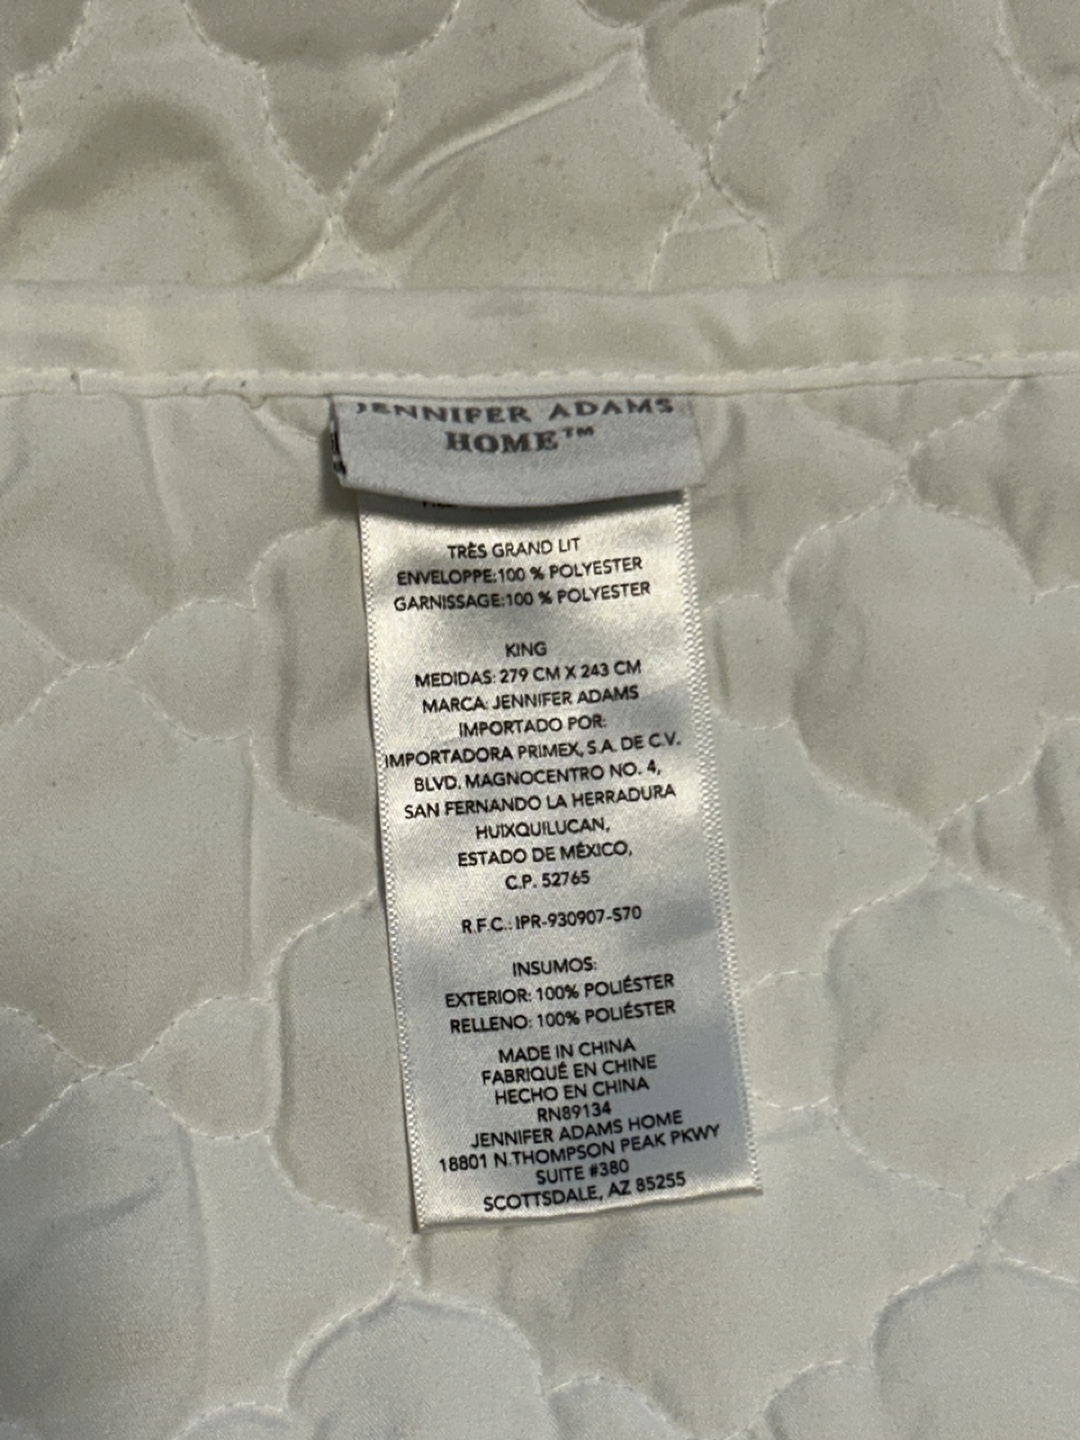 JENNIFER ADAMS
HOME™
TRÈS GRAND LIT
ENVELOPPE:100 % POLYESTER
GARNISSAGE:100 % POLYESTER
KING
MEDIDAS: 279 CM X 243 CM
MARCA: JENNIFER ADAMS
IMPORTADO POR:
IMPORTADORA PRIMEX, S.A. DE C.V.
BLVD. MAGNOCENTRO NO. 4,
SAN FERNANDO LA HERRADURA
HUIXQUILUCAN,
ESTADO DE MÉXICO,
C.P. 52765
R.F.C.: IPR-930907-S70
INSUMOS:
EXTERIOR: 100% POLIÉSTER
RELLENO: 100% POLIÉSTER
MADE IN CHINA
FABRIQUÉ EN CHINE
HECHO EN CHINA
RN89134
JENNIFER ADAMS HOME
18801 N.THOMPSON PEAK PKWY
SUITE #380
SCOTTSDALE, AZ 85255